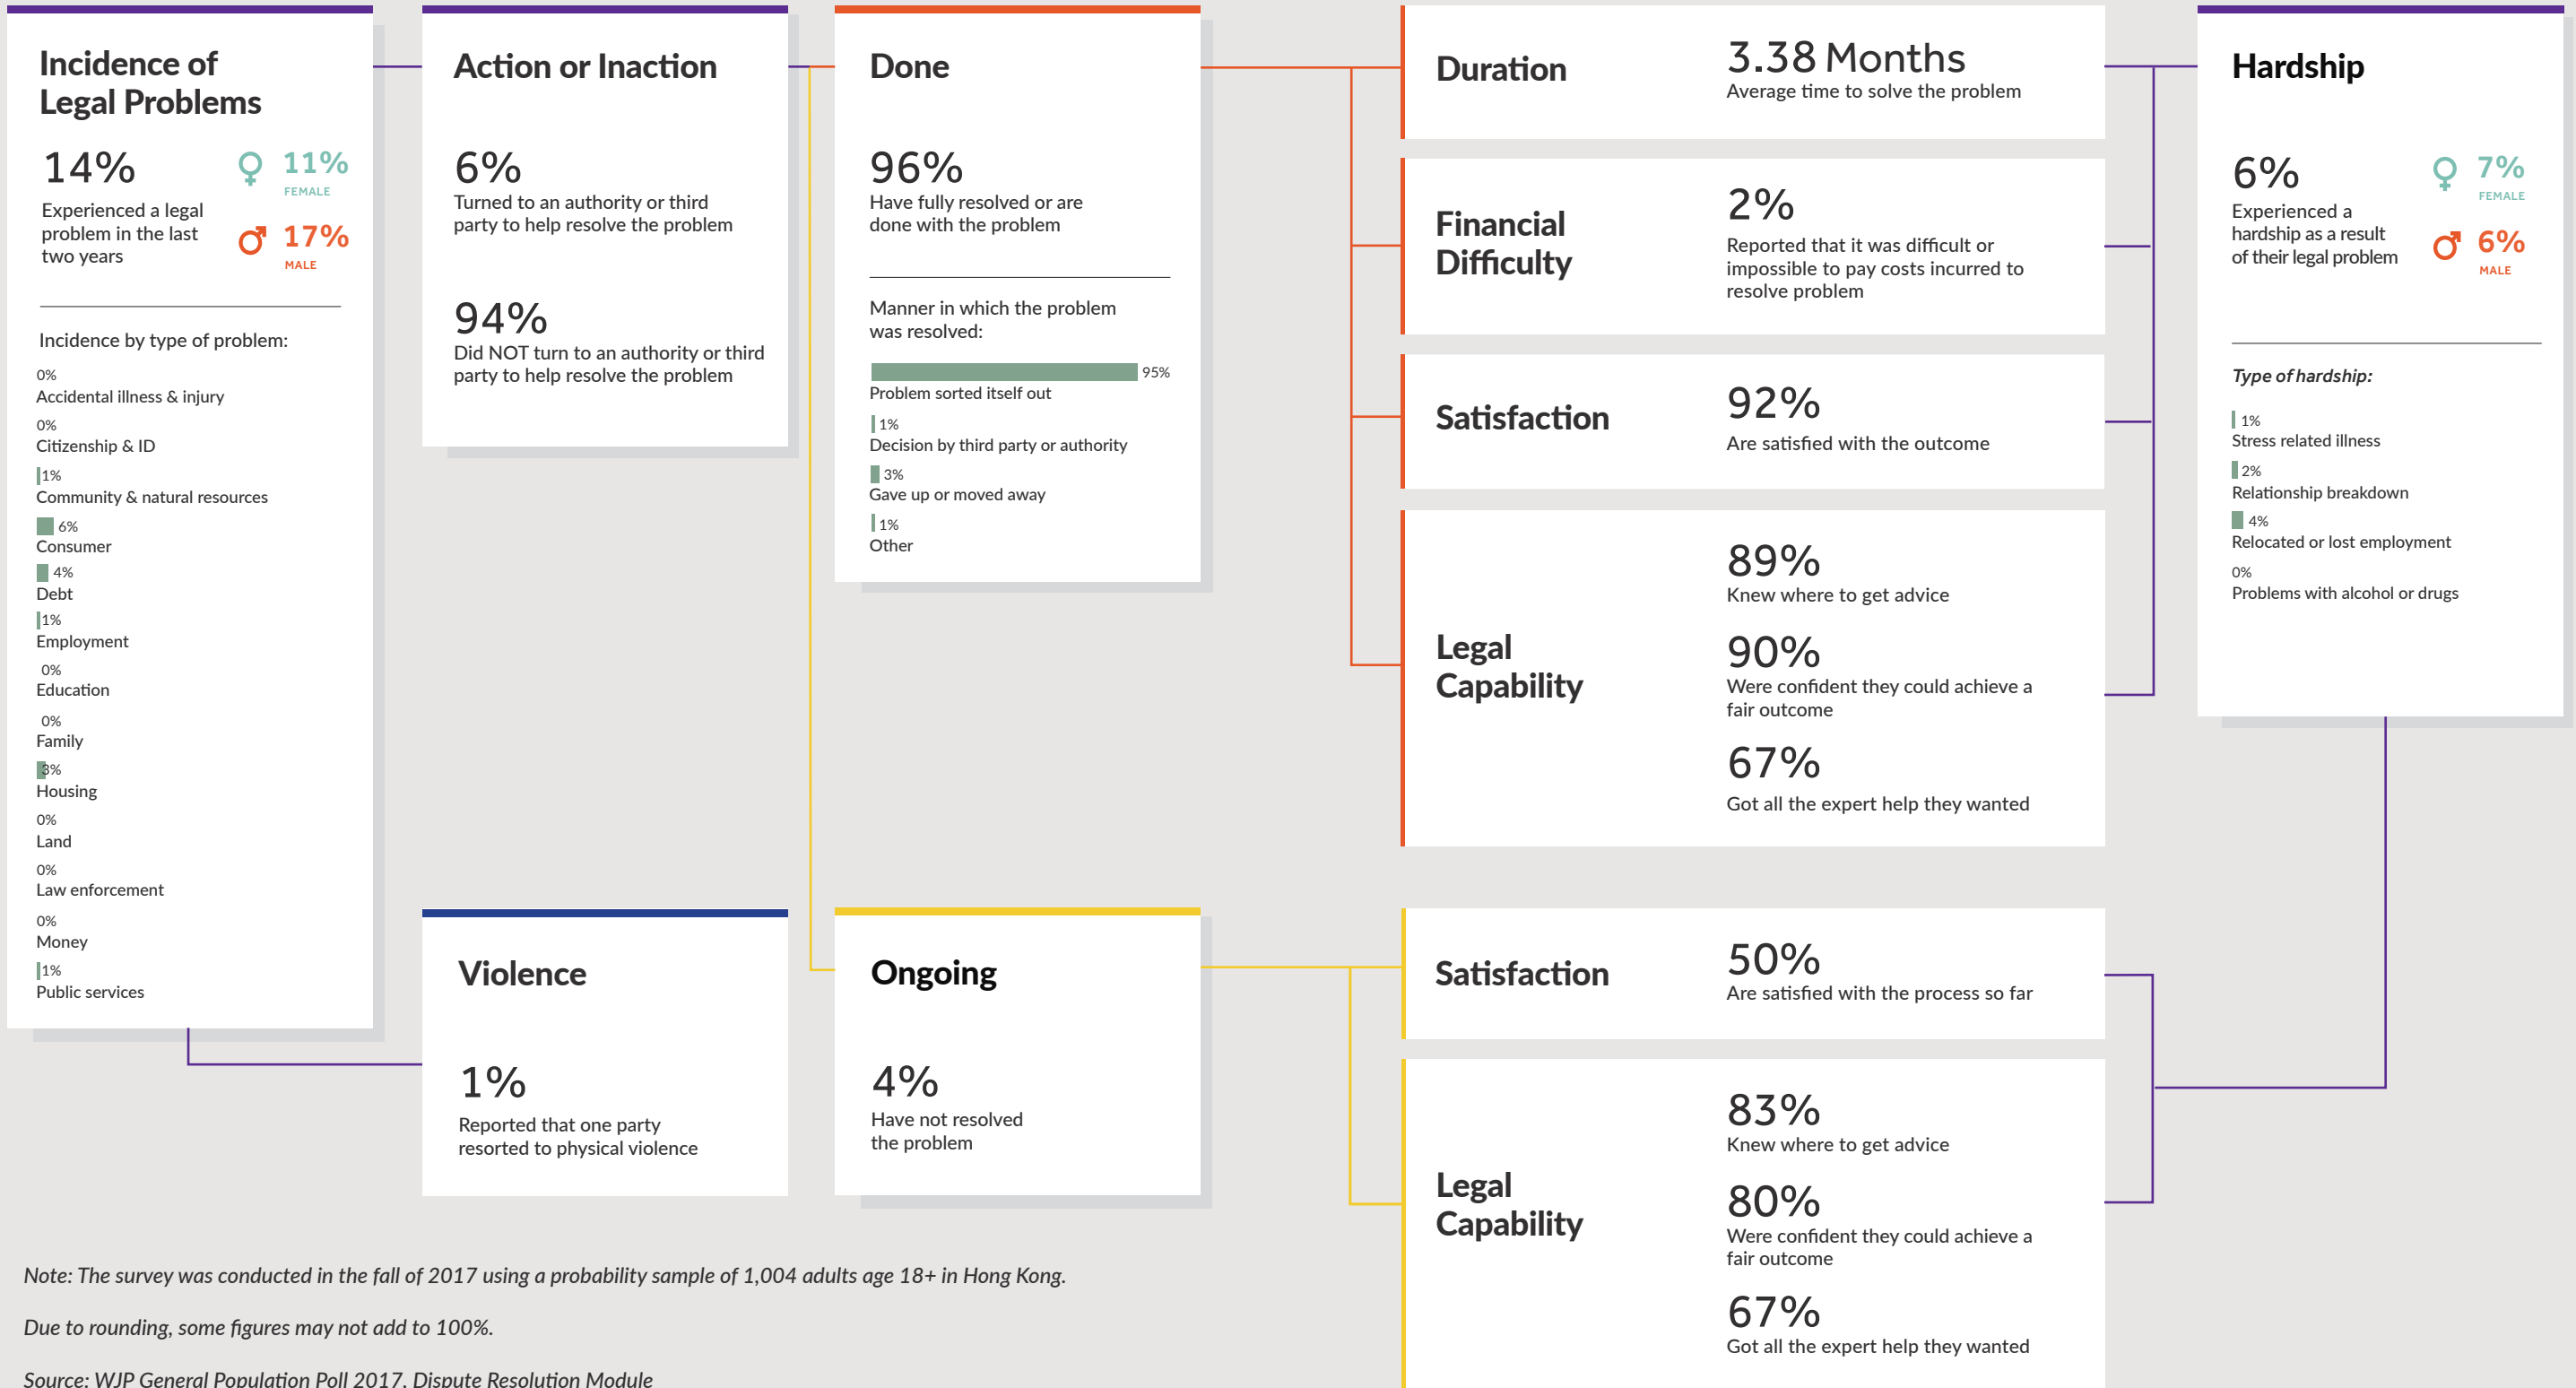 Incidence of
Legal Problems
14%
Experienced a legal
problem in the last
two years
11%
FEMALE
17%
MALE
Incidence by type of problem:
0%
Accidental illness & injury
0%
Citizenship & ID
1%
Community & natural resources
6%
Consumer
4%
Debt
1%
Employment
0%
Education
0%
Family
3%
Housing
0%
Land
0%
Law enforcement
0%
Money
1%
Public services
Action or Inaction
6%
Turned to an authority or third
party to help resolve the problem
94%
Did NOT turn to an authority or third
party to help resolve the problem
Violence
1%
Reported that one party
resorted to physical violence
Done
96%
Have fully resolved or are
done with the problem
Manner in which the problem
was resolved:
95%
Problem sorted itself out
1%
Decision by third party or authority
3%
Gave up or moved away
1%
Other
Ongoing
4%
Have not resolved
the problem
Duration
3.38 Months
Average time to solve the problem
Financial
Difficulty
2%
Reported that it was difficult or
impossible to pay costs incurred to
resolve problem
Satisfaction
92%
Are satisfied with the outcome
Legal
Capability
89%
Knew where to get advice
90%
Were confident they could achieve a
fair outcome
67%
Got all the expert help they wanted
Satisfaction
50%
Are satisfied with the process so far
Legal
Capability
83%
Knew where to get advice
80%
Were confident they could achieve a
fair outcome
67%
Got all the expert help they wanted
Hardship
6%
Experienced a
hardship as a result
of their legal problem
7%
FEMALE
6%
MALE
Type of hardship:
1%
Stress related illness
2%
Relationship breakdown
4%
Relocated or lost employment
0%
Problems with alcohol or drugs
Note: The survey was conducted in the fall of 2017 using a probability sample of 1,004 adults age 18+ in Hong Kong.
Due to rounding, some figures may not add to 100%.
Source: WJP General Population Poll 2017, Dispute Resolution Module